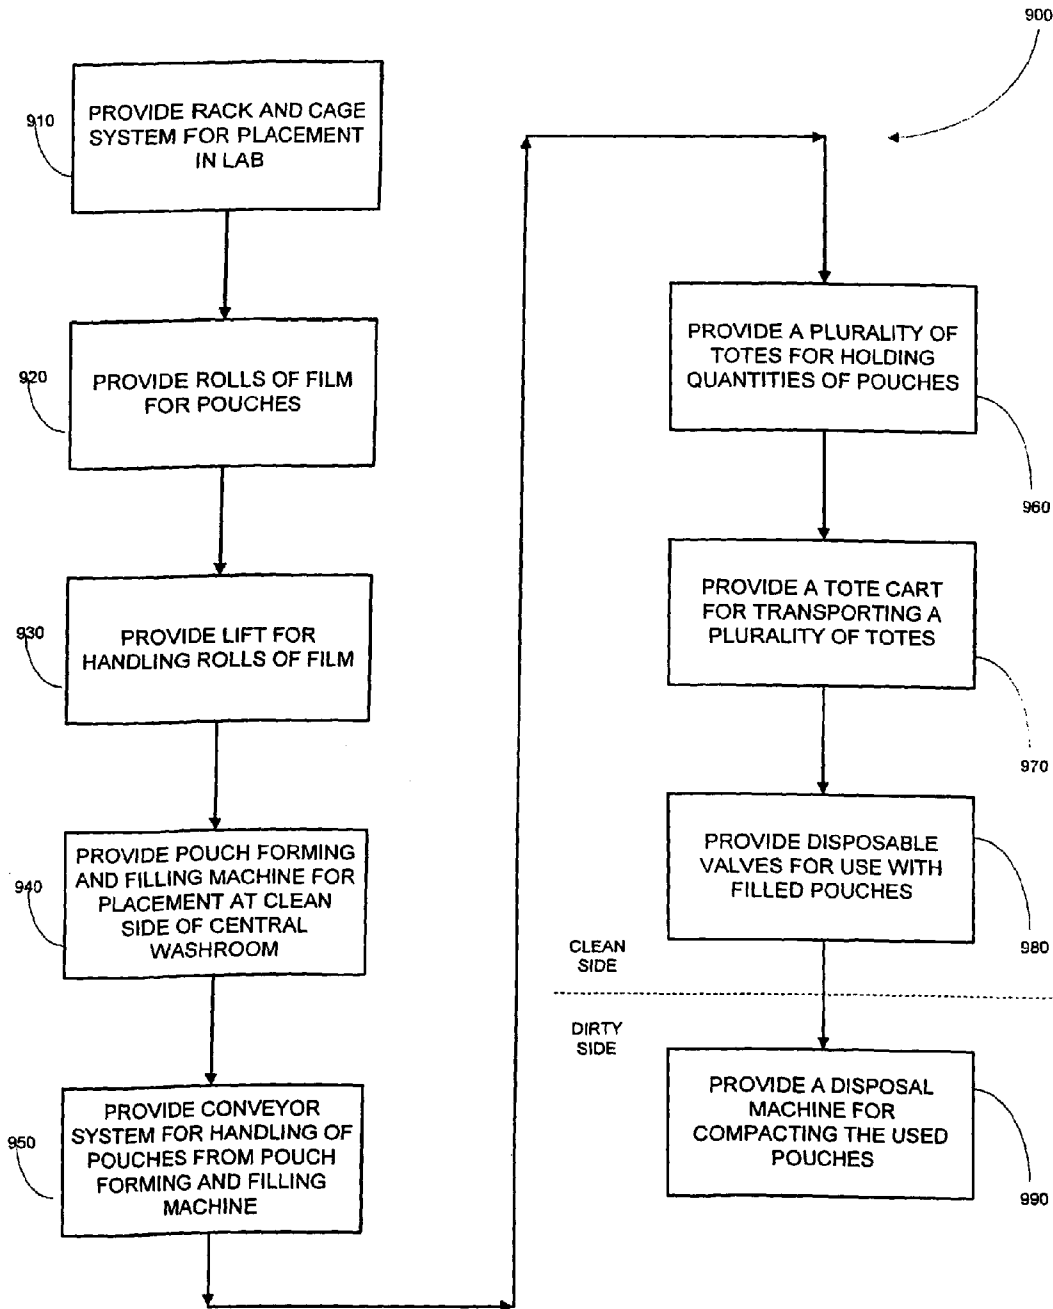 900
910
PROVIDE RACK AND CAGE
SYSTEM FOR PLACEMENT
IN LAB
920
PROVIDE ROLLS OF FILM
FOR POUCHES
930
PROVIDE LIFT FOR
HANDLING ROLLS OF FILM
940
PROVIDE POUCH FORMING
AND FILLING MACHINE FOR
PLACEMENT AT CLEAN
SIDE OF CENTRAL
WASHROOM
950
PROVIDE CONVEYOR
SYSTEM FOR HANDLING OF
POUCHES FROM POUCH
FORMING AND FILLING
MACHINE
PROVIDE A PLURALITY OF
TOTES FOR HOLDING
QUANTITIES OF POUCHES
960
PROVIDE A TOTE CART
FOR TRANSPORTING A
PLURALITY OF TOTES
970
PROVIDE DISPOSABLE
VALVES FOR USE WITH
FILLED POUCHES
980
CLEAN
SIDE
DIRTY
SIDE
PROVIDE A DISPOSAL
MACHINE FOR
COMPACTING THE USED
POUCHES
990